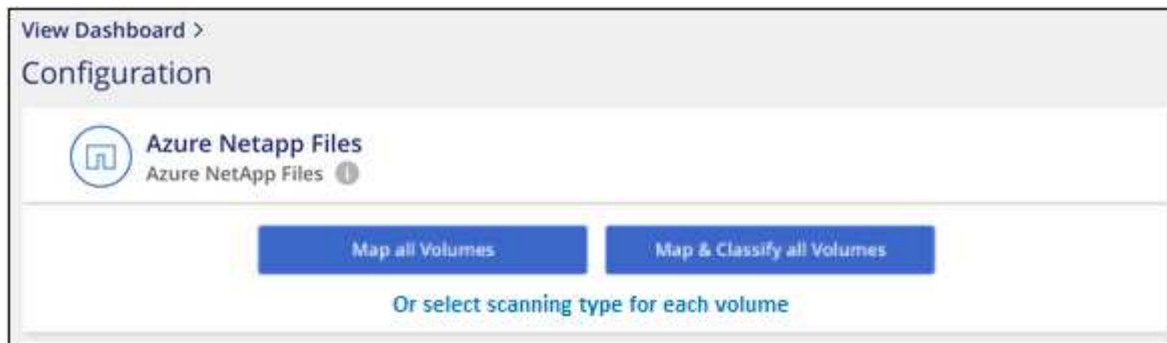 View Dashboard >
Configuration
Azure Netapp Files
Azure NetApp Files i
Map all Volumes
Map & Classify all Volumes
Or select scanning type for each volume